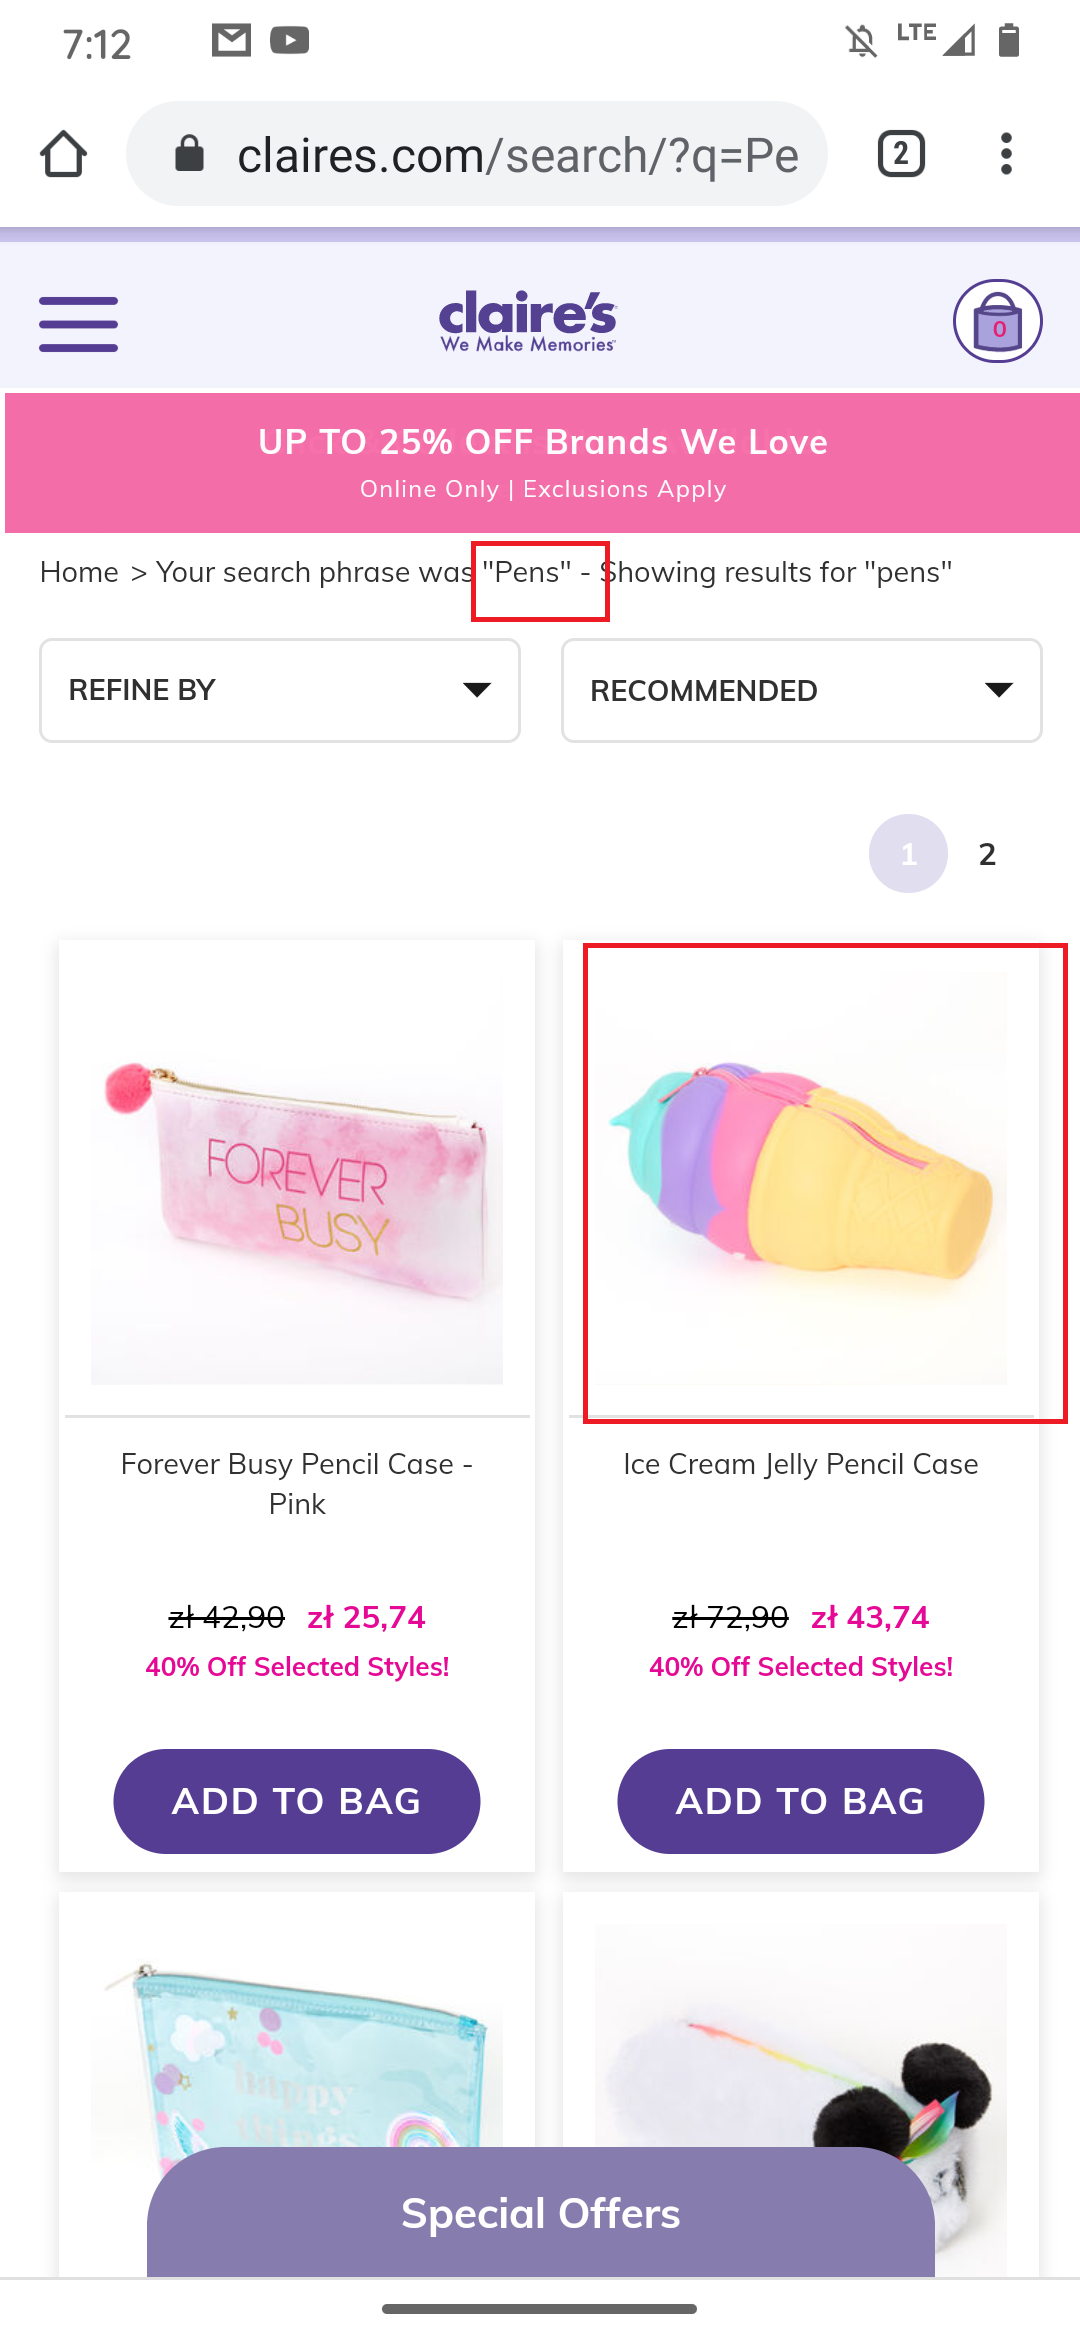 7:12
LTE
claires.com/search/?q=Pe
2
claire's
We Make Memories™
0
UP TO 25% OFF Brands We Love
Online Only | Exclusions Apply
Home > Your search phrase was "Pens" - Showing results for "pens"
REFINE BY
RECOMMENDED
1 2
FOREVER
BUSY
Forever Busy Pencil Case -
Pink
Ice Cream Jelly Pencil Case
zł 42,90 zł 25,74
zł 72,90 zł 43,74
40% Off Selected Styles!
40% Off Selected Styles!
ADD TO BAG
ADD TO BAG
happy
things
Special Offers